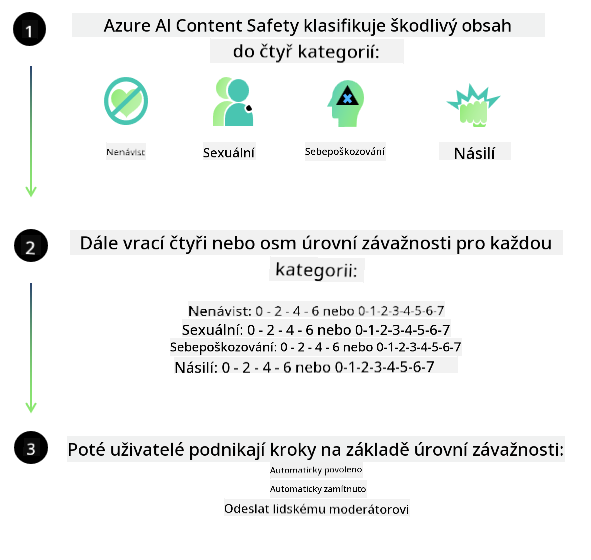 1
Azure AI Content Safety klasifikuje škodlivý obsah
do čtyř kategorií:
Nenávist
Sexuální
Sebepoškozování
Násilí
2
Dále vrací čtyři nebo osm úrovní závažnosti pro každou
kategorii:
Nenávist: 0 - 2 - 4 - 6 nebo 0-1-2-3-4-5-6-7
Sexuální: 0 - 2 - 4 - 6 nebo 0-1-2-3-4-5-6-7
Sebepoškozování: 0 - 2 - 4 - 6 nebo 0-1-2-3-4-5-6-7
Násilí: 0 - 2 - 4 - 6 nebo 0-1-2-3-4-5-6-7
3
Poté uživatelé podnikají kroky na základě úrovní závažnosti:
Automaticky povoleno
Automaticky zamítnuto
Odeslat lidskému moderátorovi